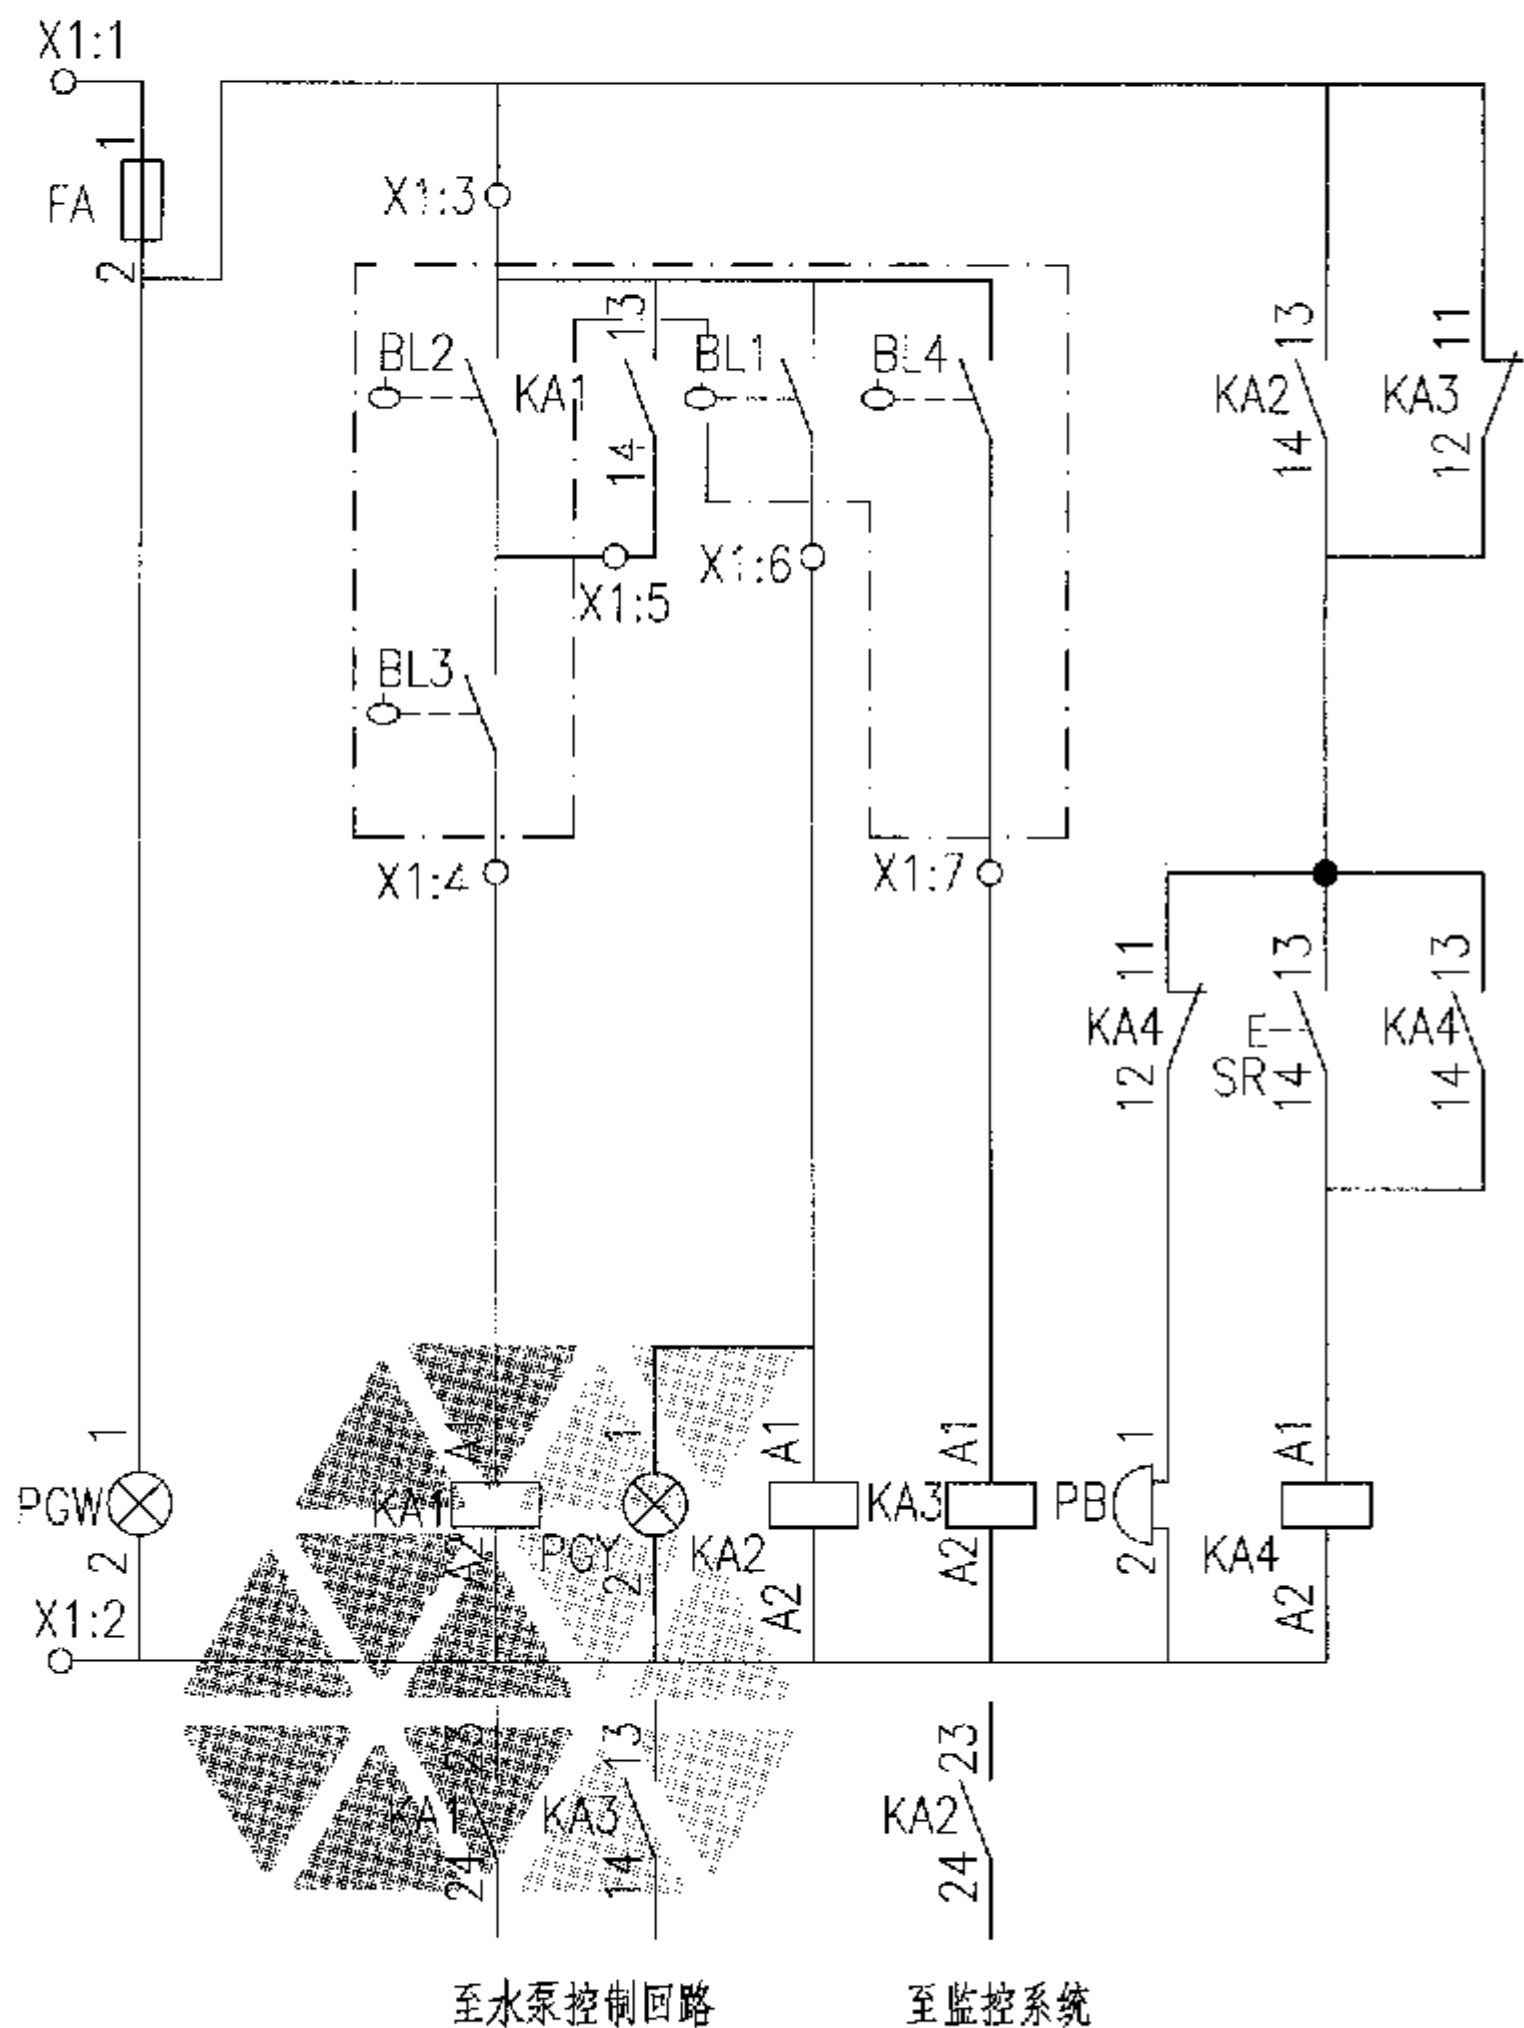 X1:1
1
FA
2
X1:3
13
BL2
KA1
BL1
BL4
14
13
KA2
14
11
KA3
12
X1:6
X1:5
BL3
X1:4
X1:7
11
KA4
12
13
E
SR
14
13
KA4
14
1
PGW
2
A1
KA1
A2
1
PGY
2
A1
KA2
A2
A1
KA3
A2
1
PB
2
A1
KA4
A2
X1:2
23
KA1
24
13
KA3
14
23
KA2
24
至水泵控制回路
至监控系统